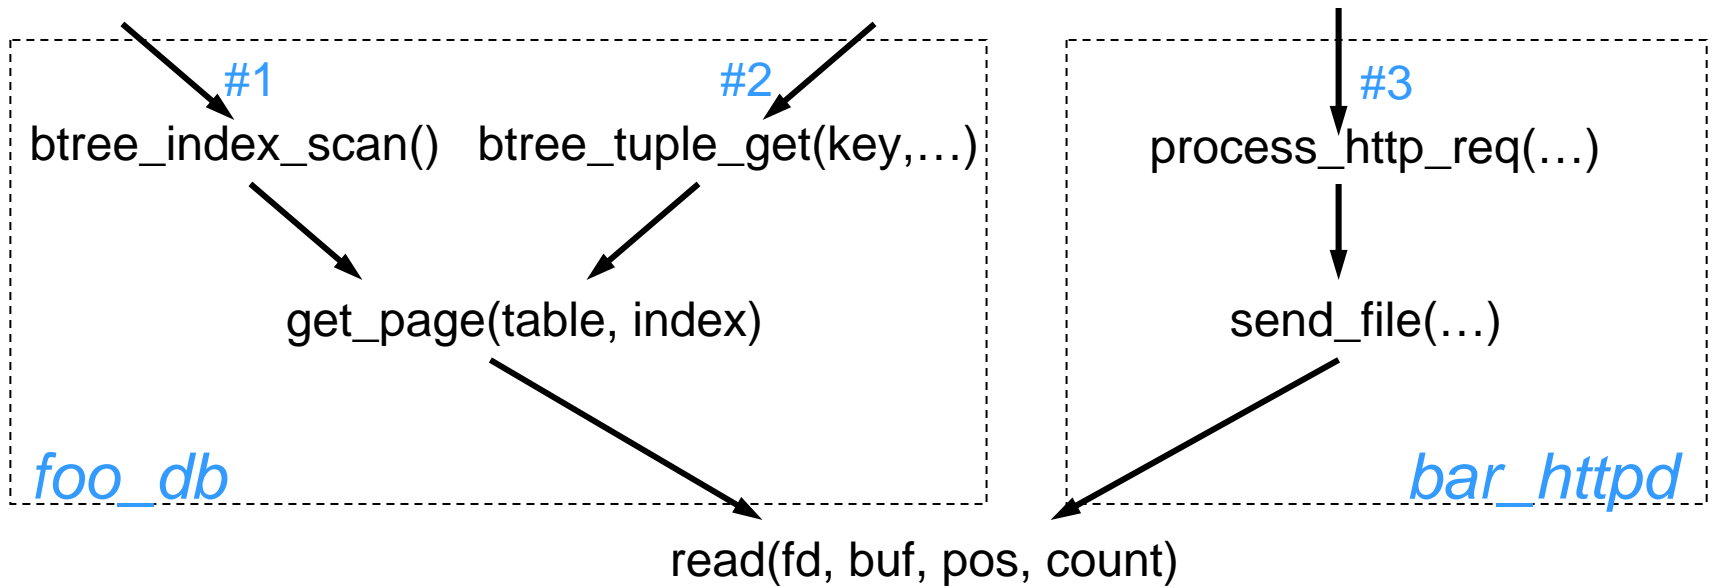 #1
#2
#3
btree_index_scan()
btree_tuple_get(key,…)
process_http_req(…)
get_page(table, index)
send_file(…)
foo_db
bar_httpd
read(fd, buf, pos, count)